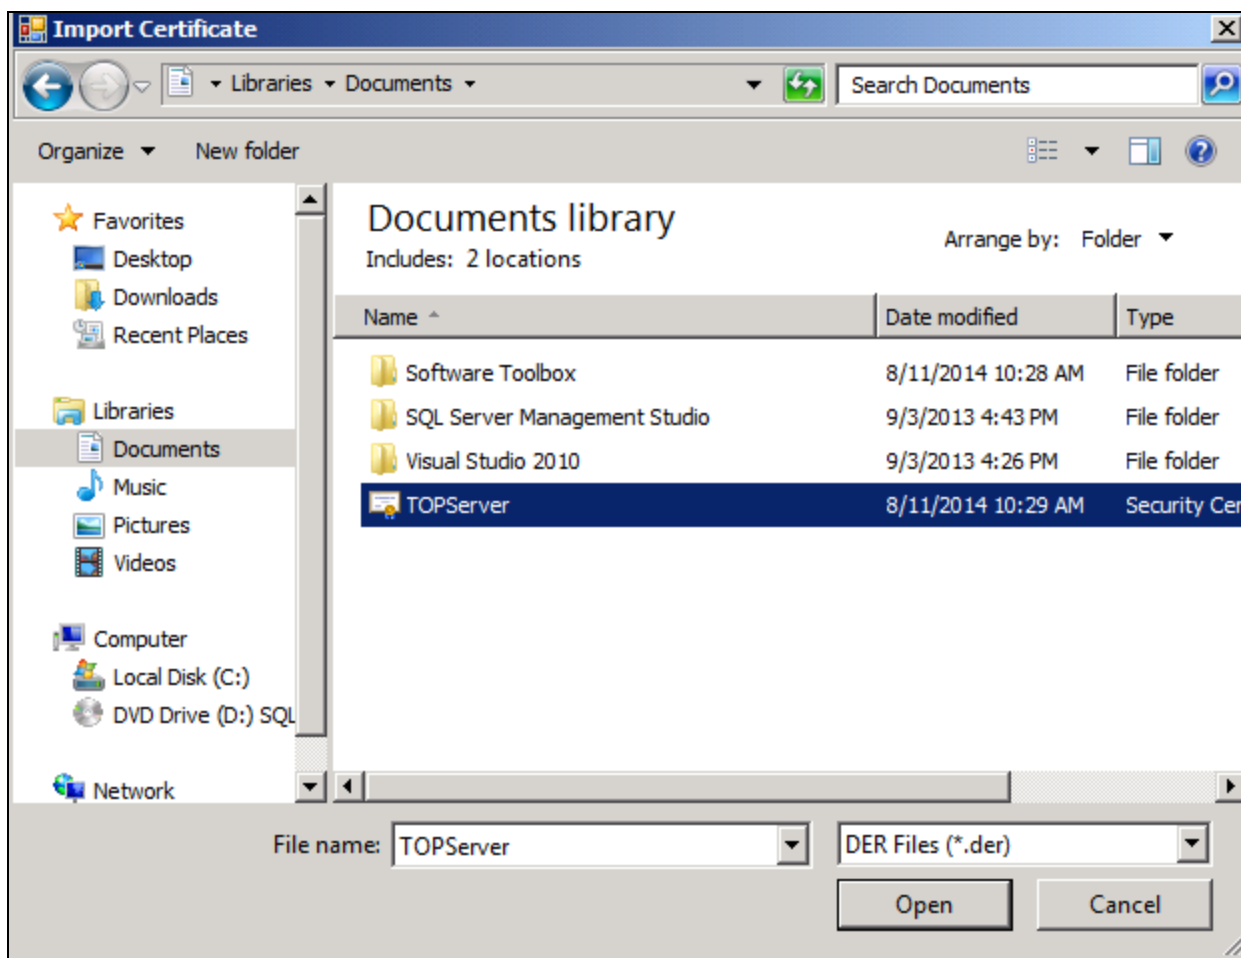 Import Certificate
Libraries Documents
Search Documents
Organize New folder
Favorites
Desktop
Downloads
Recent Places
Libraries
Documents
Music
Pictures
Videos
Computer
Local Disk (C:)
DVD Drive (D:) SQL
Network
Documents library
Includes: 2 locations
Arrange by: Folder
Name Date modified Type
Software Toolbox 8/11/2014 10:28 AM File folder
SQL Server Management Studio 9/3/2013 4:43 PM File folder
Visual Studio 2010 9/3/2013 4:26 PM File folder
TOPServer 8/11/2014 10:29 AM Security Cer
File name: TOPServer DER Files (*.der)
Open Cancel